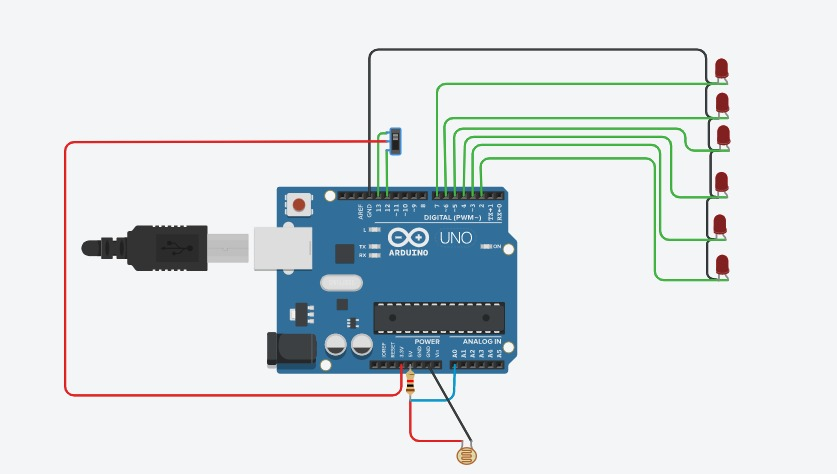 AREF
GND
13
12
~11
~10
~9
8
7
~6
~5
4
~3
2
TX→1
RX←0
DIGITAL (PWM~)
L
TX
RX
ARDUINO
UNO
ON
POWER
ANALOG IN
IOREF
RESET
3.3V
5V
GND
GND
Vin
A0
A1
A2
A3
A4
A5